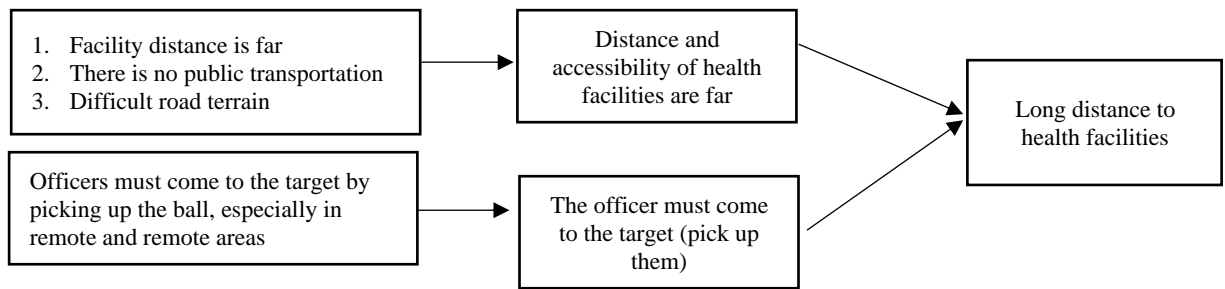 1. Facility distance is far
2. There is no public transportation
3. Difficult road terrain
Distance and
accessibility of health
facilities are far
Long distance to
health facilities
Officers must come to the target by
picking up the ball, especially in
remote and remote areas
The officer must come
to the target (pick up
them)